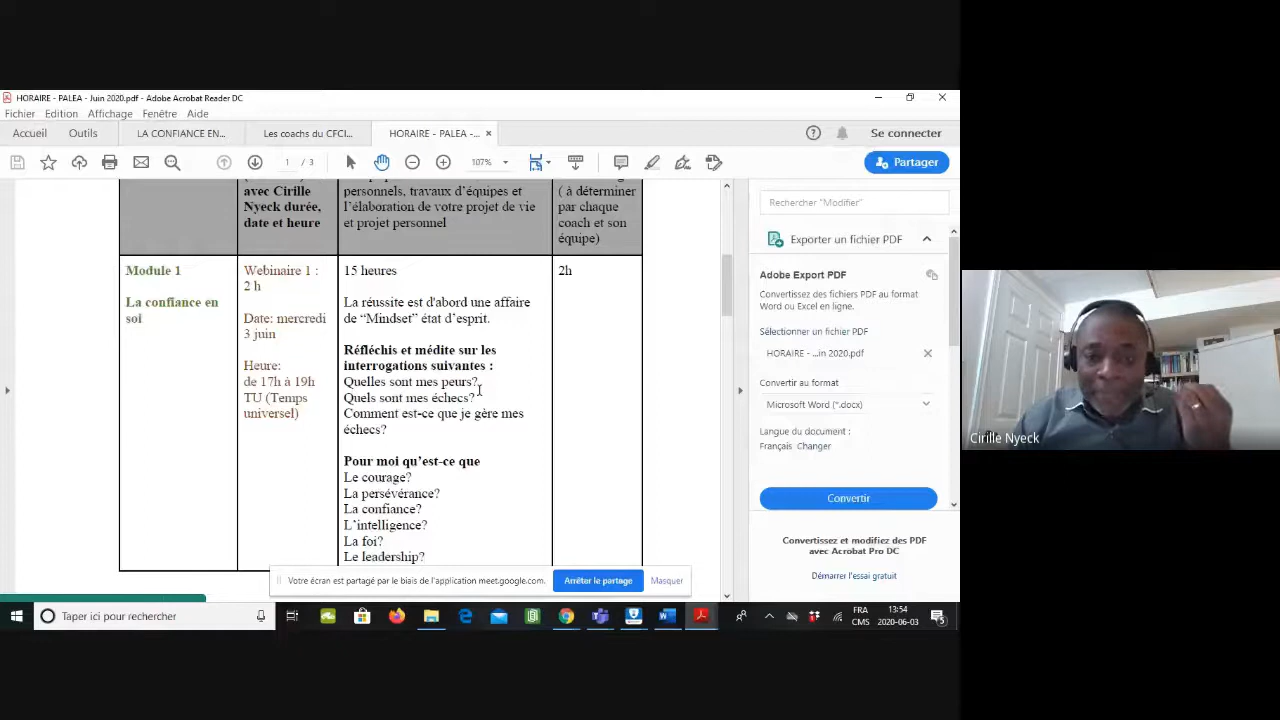 HORAIRE - PALEA - Juin 2020.pdf - Adobe Acrobat Reader DC
Fichier Edition Affichage Fenêtre Aide
Accueil Outils LA CONFIANCE EN... Les coachs du CFCI... HORAIRE - PALEA -... × Se connecter
1 / 3 107% Partager
personnels, travaux d'équipes et
l'élaboration de votre projet de vie
et projet personnel
avec Cirille
Nyeck durée,
date et heure
( à déterminer
par chaque
coach et son
équipe)
Module 1
La confiance en
soi
Webinaire 1 :
2 h
Date: mercredi
3 juin
Heure:
de 17h à 19h
TU (Temps
universel)
15 heures
La réussite est d'abord une affaire
de “Mindset” état d'esprit.
Réfléchis et médite sur les
interrogations suivantes :
Quelles sont mes peurs?
Quels sont mes échecs?
Comment est-ce que je gère mes
échecs?
Pour moi qu'est-ce que
Le courage?
La persévérance?
La confiance?
L'intelligence?
La foi?
Le leadership?
2h
Rechercher "Modifier"
Exporter un fichier PDF
Adobe Export PDF
Convertissez des fichiers PDF au format
Word ou Excel en ligne.
Sélectionner un fichier PDF
HORAIRE - ...in 2020.pdf
Convertir au format
Microsoft Word (*.docx)
Langue du document :
Français Changer
Convertir
Convertissez et modifiez des PDF
avec Acrobat Pro DC
Démarrer l'essai gratuit
Votre écran est partagé par le biais de l'application meet.google.com. Arrêter le partage Masquer
Taper ici pour rechercher
FRA
CMS
13:54
2020-06-03
5
Cirille Nyeck